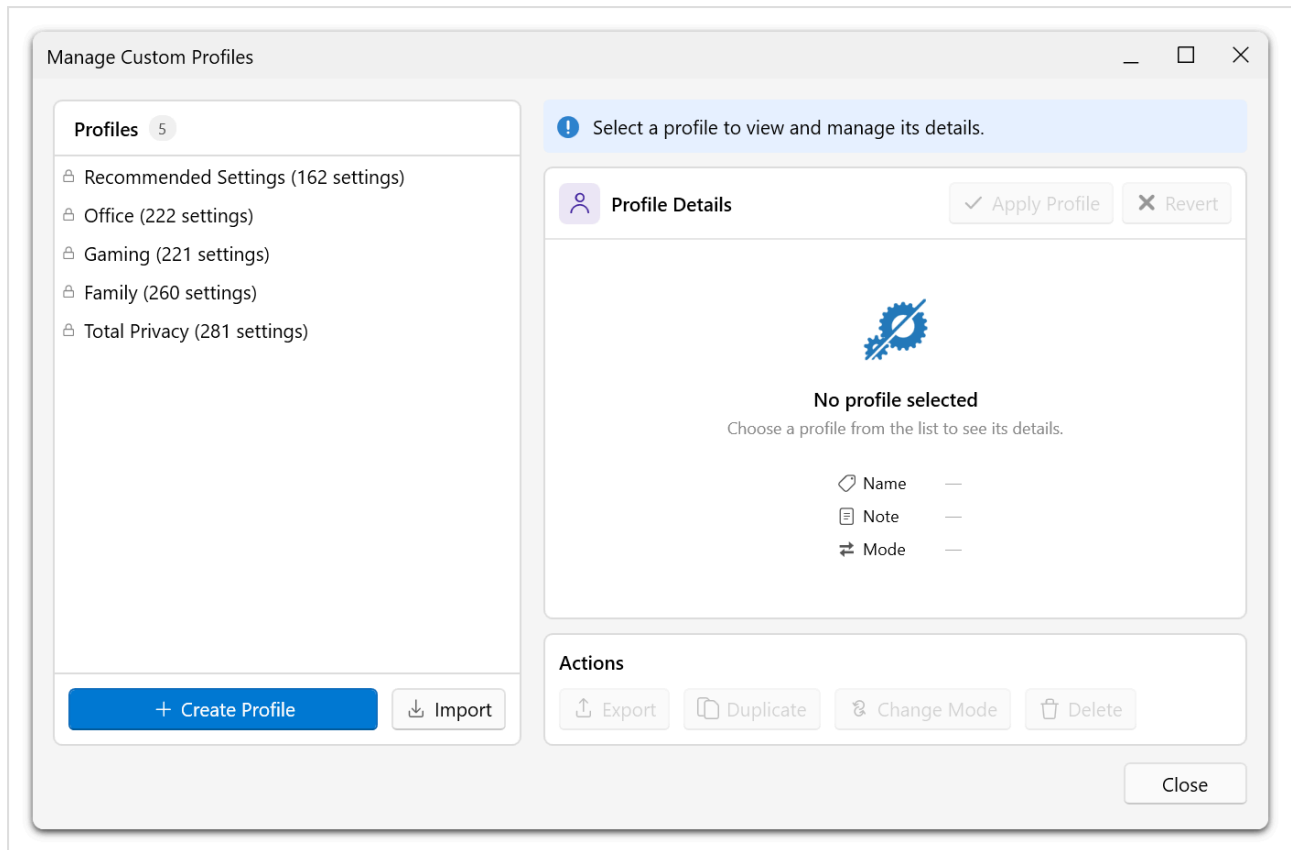 Manage Custom Profiles
Profiles 5
Recommended Settings (162 settings)
Office (222 settings)
Gaming (221 settings)
Family (260 settings)
Total Privacy (281 settings)
+ Create Profile
Import
Select a profile to view and manage its details.
Profile Details
Apply Profile
Revert
No profile selected
Choose a profile from the list to see its details.
Name —
Note —
Mode —
Actions
Export
Duplicate
Change Mode
Delete
Close